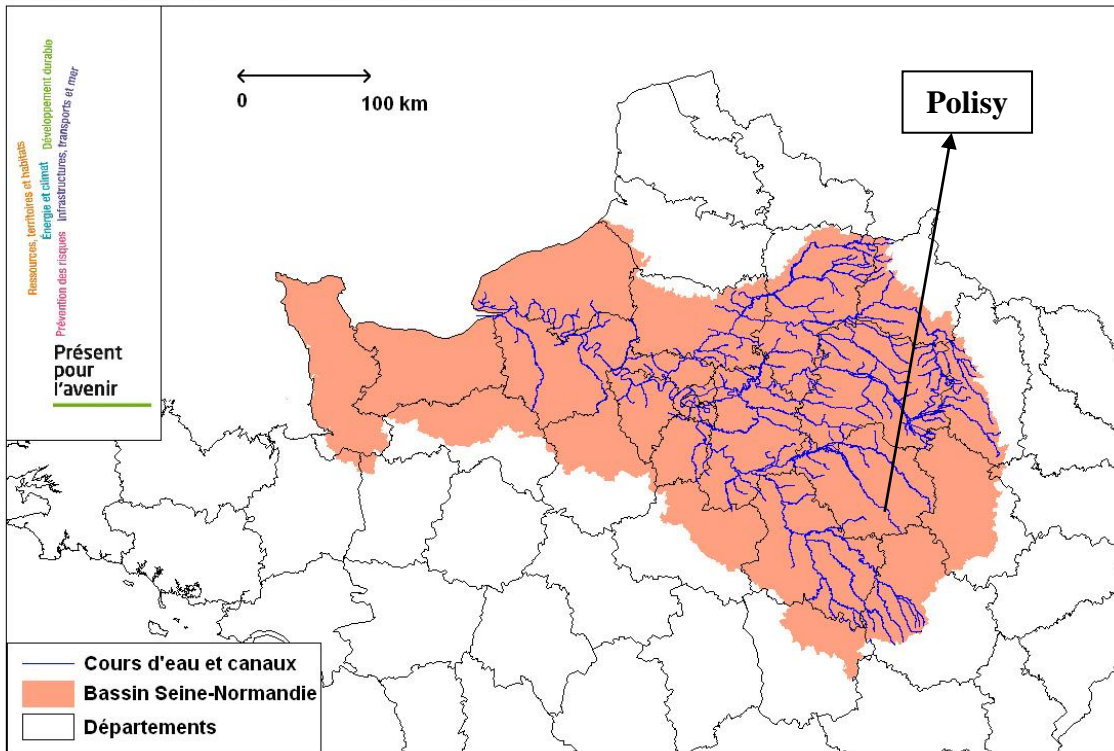 Ressources, territoires et habitats
Énergie et climat
Développement durable
Prévention des risques
Infrastructures, transports et mer
Présent
pour
l'avenir
0
100 km
Polisy
Cours d'eau et canaux
Bassin Seine-Normandie
Départements